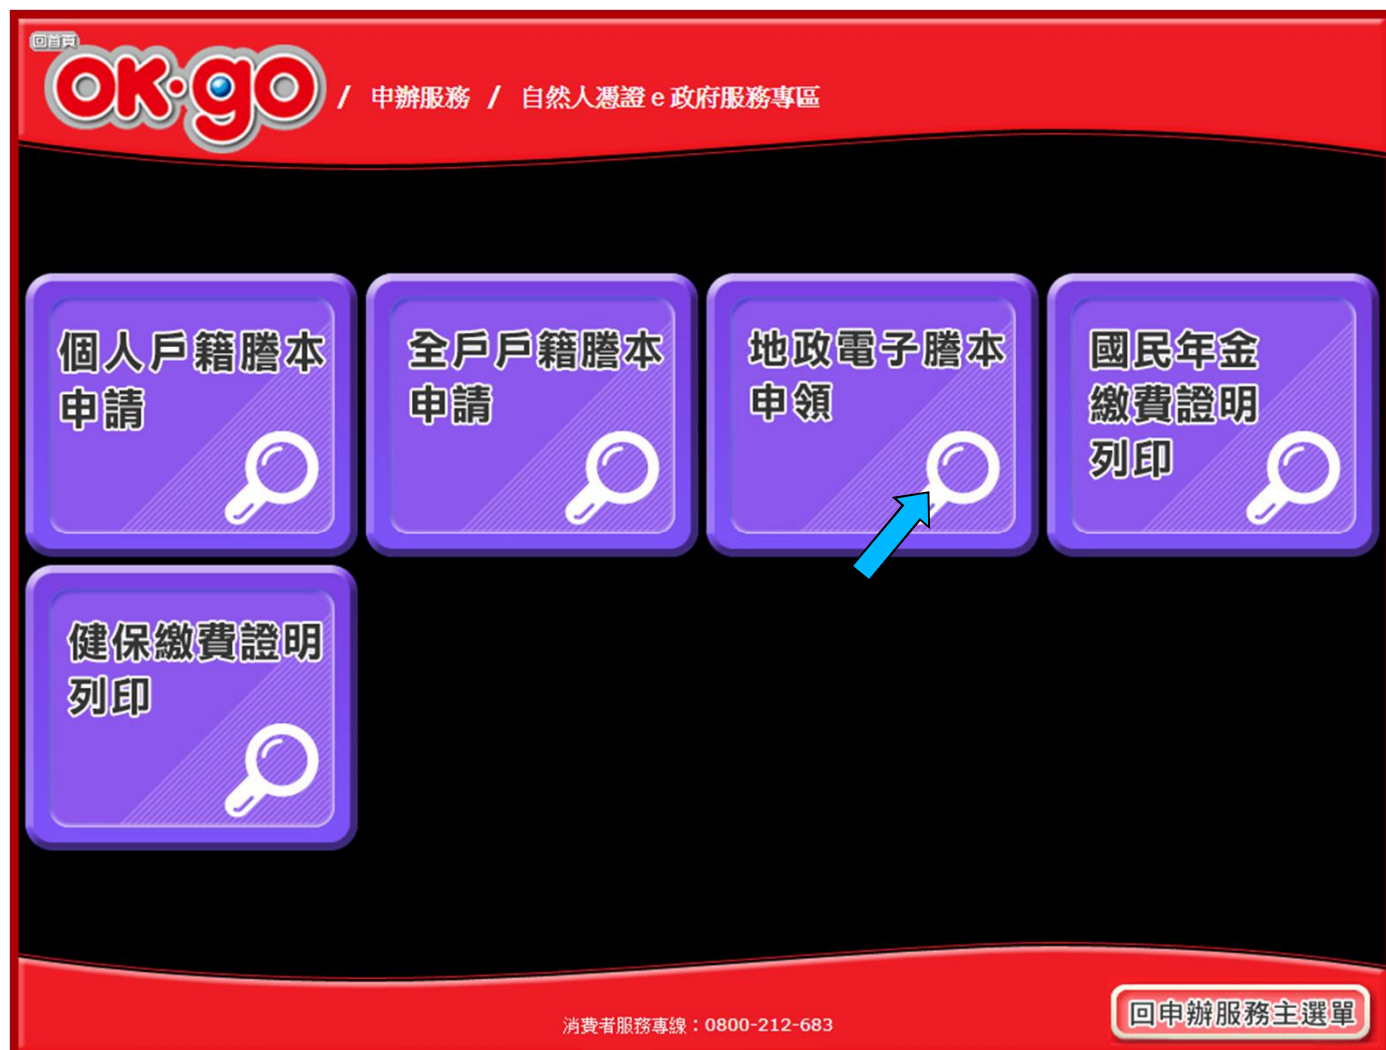 回首頁
OK·go / 申辦服務 / 自然人憑證 e 政府服務專區
個人戶籍謄本
申請
全戶戶籍謄本
申請
地政電子謄本
申領
國民年金
繳費證明
列印
健保繳費證明
列印
消費者服務專線：0800-212-683
回申辦服務主選單